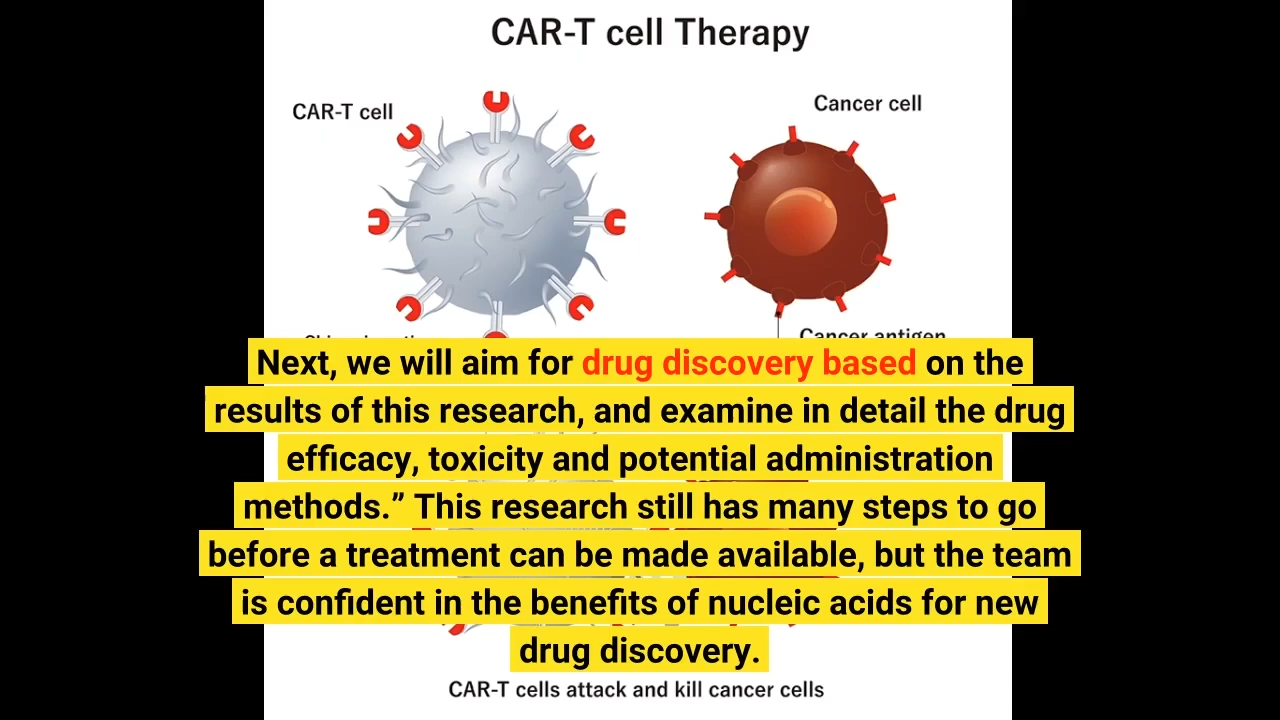 CAR-T cell Therapy
CAR-T cell
Cancer cell
Cancer antigen
Next, we will aim for drug discovery based on the
results of this research, and examine in detail the drug
efficacy, toxicity and potential administration
methods.” This research still has many steps to go
before a treatment can be made available, but the team
is confident in the benefits of nucleic acids for new
drug discovery.
CAR-T cells attack and kill cancer cells